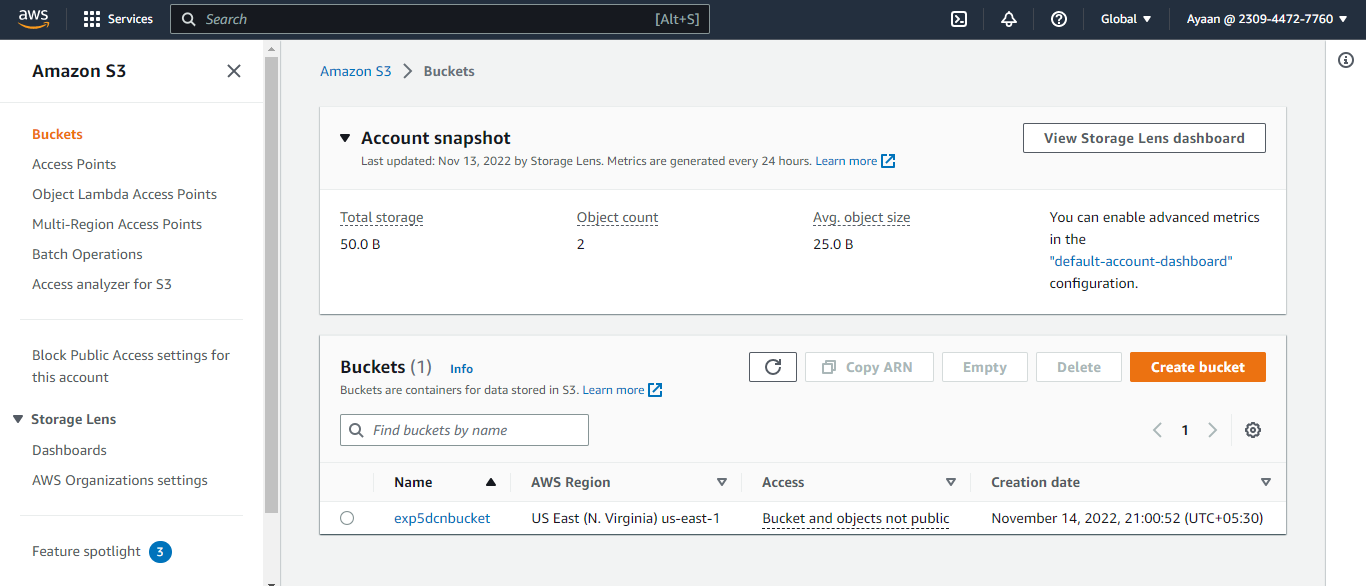 aws
Services
Search
[Alt+S]
Global
Ayaan @ 2309-4472-7760
Amazon S3
Buckets
Access Points
Object Lambda Access Points
Multi-Region Access Points
Batch Operations
Access analyzer for S3
Block Public Access settings for
this account
Storage Lens
Dashboards
AWS Organizations settings
Feature spotlight 3
Amazon S3 > Buckets
Account snapshot
Last updated: Nov 13, 2022 by Storage Lens. Metrics are generated every 24 hours. Learn more
View Storage Lens dashboard
Total storage
50.0 B
Object count
2
Avg. object size
25.0 B
You can enable advanced metrics
in the
"default-account-dashboard"
configuration.
Buckets (1) Info
Buckets are containers for data stored in S3. Learn more
Copy ARN
Empty
Delete
Create bucket
Find buckets by name
1
Name AWS Region Access Creation date
exp5dcnbucket US East (N. Virginia) us-east-1 Bucket and objects not public November 14, 2022, 21:00:52 (UTC+05:30)